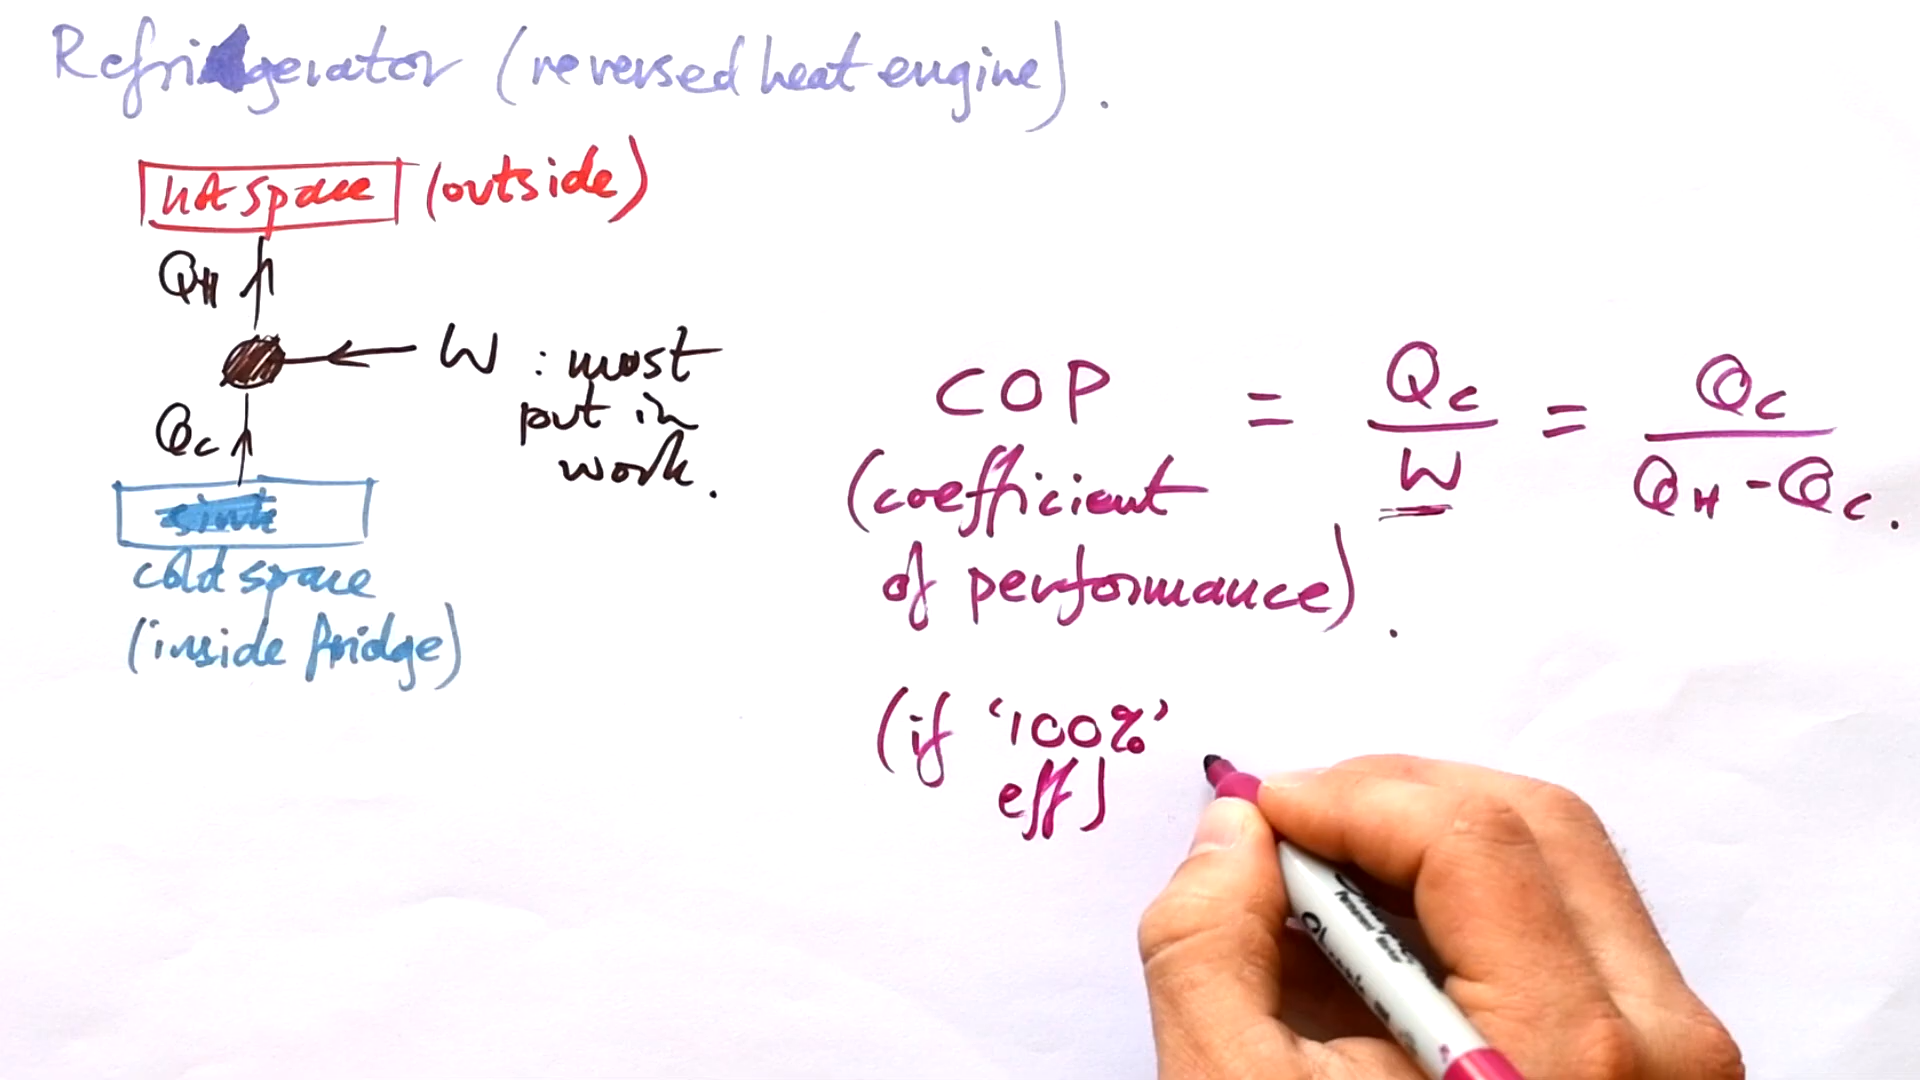 Refrigerator (reversed heat engine).
hot space (outside)
QH
W : must
put in
work.
QC
sink
cold space
(inside fridge)
COP = QC / W = QC / QH - QC.
(coefficient
of performance).
(if '100%'
eff)